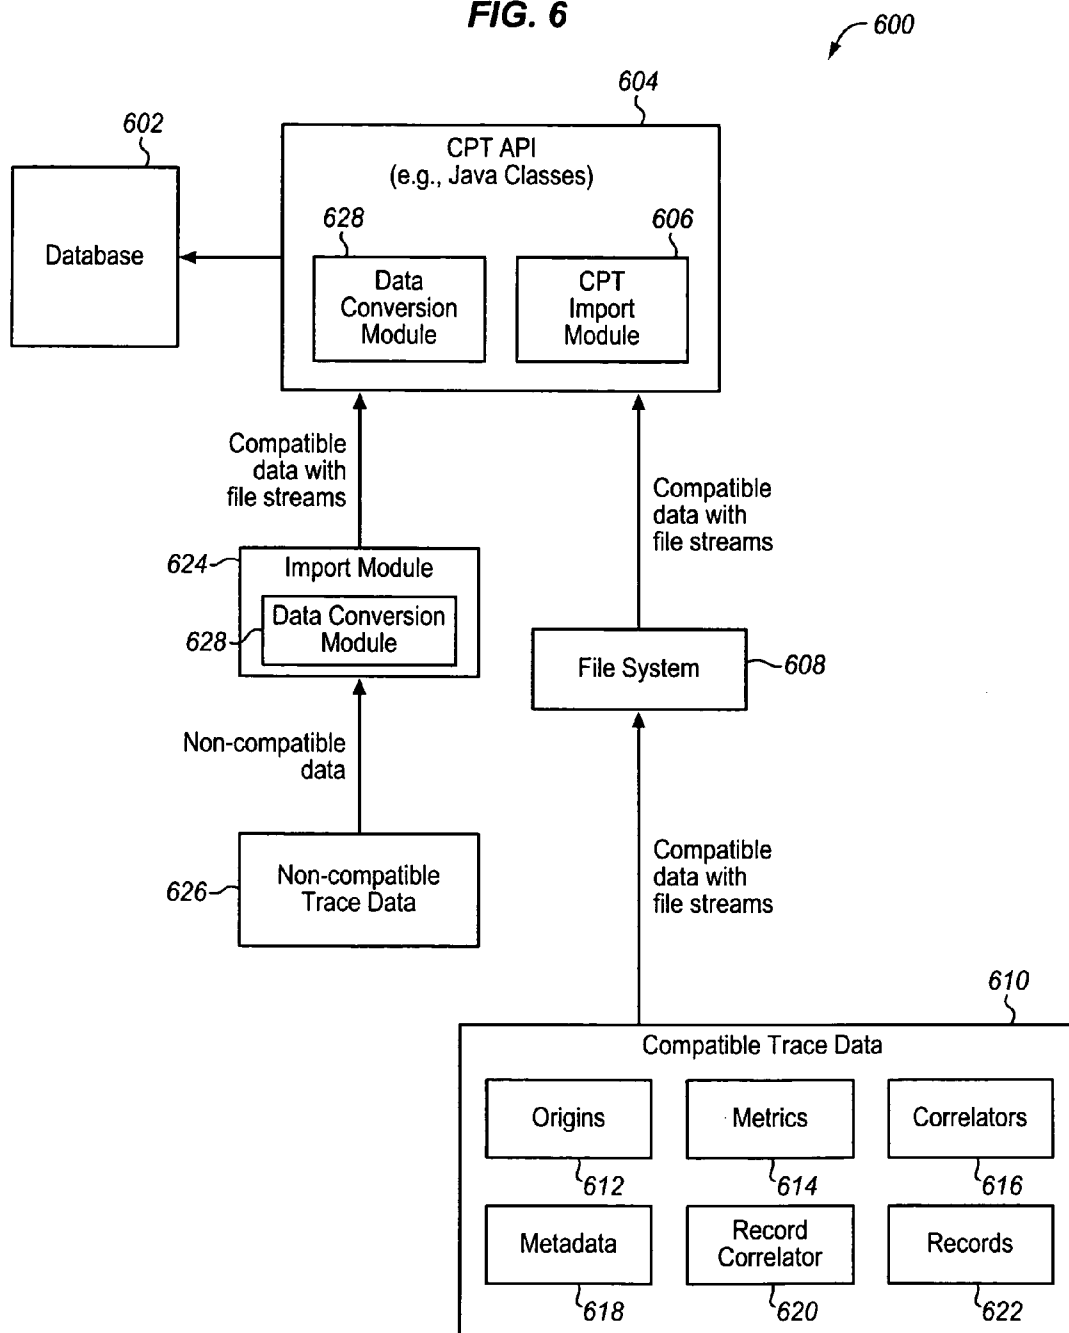 FIG. 6
600
604
602
CPT API
(e.g., Java Classes)
628
606
Database
Data
Conversion
Module
CPT
Import
Module
Compatible
data with
file streams
Compatible
data with
file streams
624
Import Module
Data Conversion
Module
628
File System
608
Non-compatible
data
626
Non-compatible
Trace Data
Compatible
data with
file streams
610
Compatible Trace Data
Origins
Metrics
Correlators
612
614
616
Metadata
Record
Correlator
Records
618
620
622